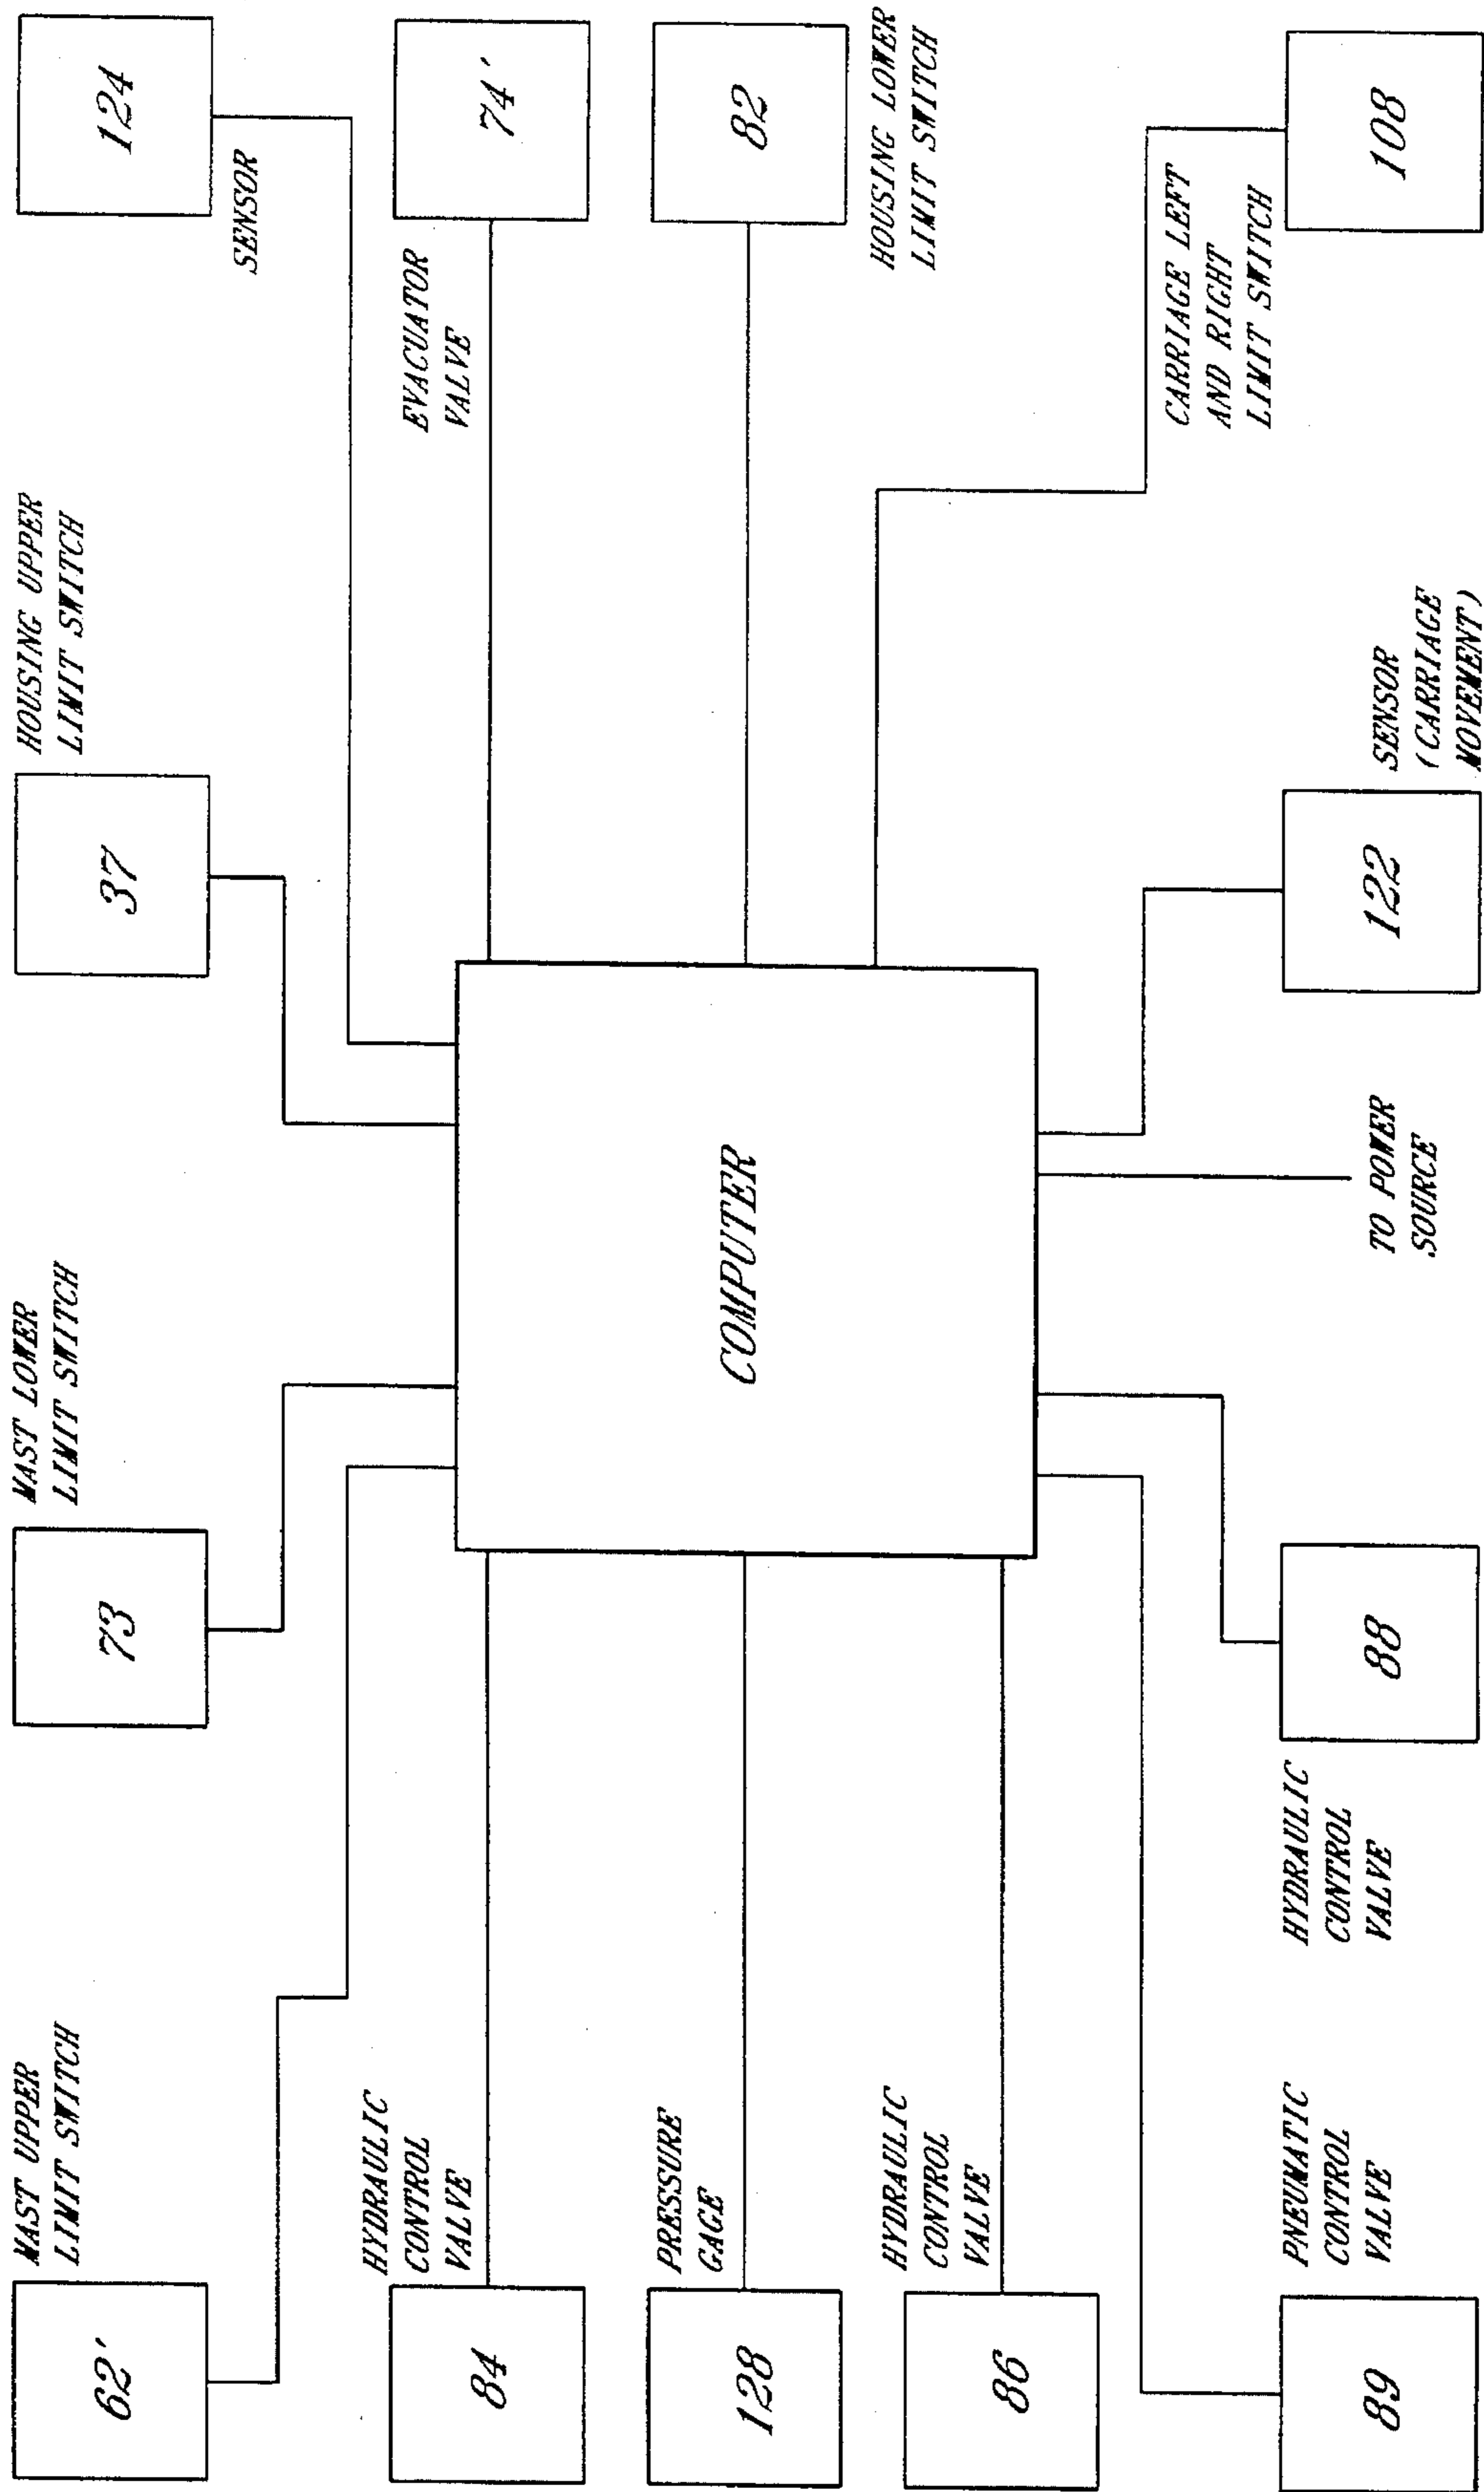 MAST UPPER
LIMIT SWITCH
62'
MAST LOWER
LIMIT SWITCH
73
HOUSING UPPER
LIMIT SWITCH
37
124
SENSOR
HYDRAULIC
CONTROL
VALVE
84
EVACUATOR
VALVE
74'
PRESSURE
GAGE
128
COMPUTER
82
HOUSING LOWER
LIMIT SWITCH
HYDRAULIC
CONTROL
VALVE
86
CARRIAGE LEFT
AND RIGHT
LIMIT SWITCH
108
PNEUMATIC
CONTROL
VALVE
89
HYDRAULIC
CONTROL
VALVE
88
TO POWER
SOURCE
122
SENSOR
(CARRIAGE
MOVEMENT)